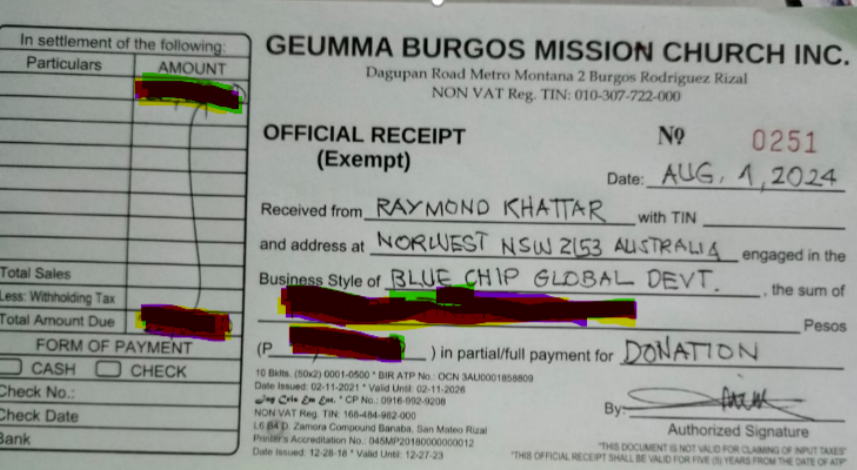 In settlement of the following:
Particulars AMOUNT
Total Sales
Less: Withholding Tax
Total Amount Due
FORM OF PAYMENT
CASH CHECK
Check No.:
Check Date
Bank
GEUMMA BURGOS MISSION CHURCH INC.
Dagupan Road Metro Montana 2 Burgos Rodriguez Rizal
NON VAT Reg. TIN: 010-307-722-000
OFFICIAL RECEIPT
(Exempt)
№ 0251
Date: AUG. 1, 2024
Received from RAYMOND KHATTAR with TIN
and address at NORWEST NSW 2153 AUSTRALIA engaged in the
Business Style of BLUE CHIP GLOBAL DEVT. , the sum of
Pesos
(P ) in partial/full payment for DONATION
10 Bklts. (50x2) 0001-0500 * BIR ATP No.: OCN 3AU0001858809
Date Issued: 02-11-2021 * Valid Until: 02-11-2026
* CP No.: 0916-992-9208
NON VAT Reg. TIN: 168-484-982-000
L6 B4 D. Zamora Compound Banaba, San Mateo Rizal
Printer's Accreditation No.: 045MP20180000000012
Date Issued: 12-28-18 * Valid Until: 12-27-23
By:
Authorized Signature
"THIS DOCUMENT IS NOT VALID FOR CLAIMING OF INPUT TAXES"
"THIS OFFICIAL RECEIPT SHALL BE VALID FOR FIVE (5) YEARS FROM THE DATE OF ATP"